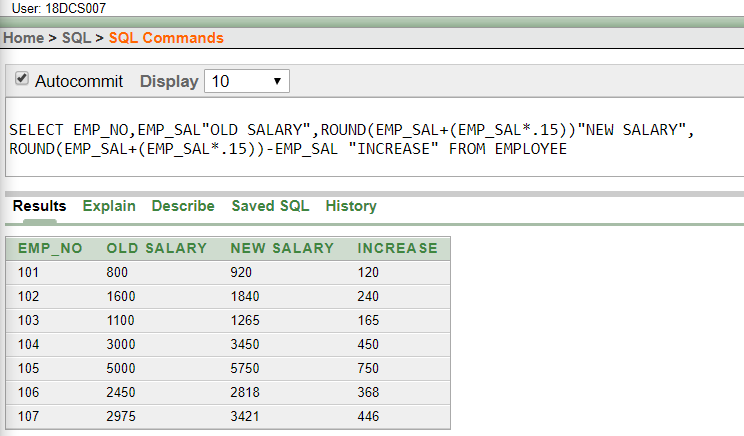 User: 18DCS007
Home > SQL > SQL Commands
Autocommit Display 10
SELECT EMP_NO,EMP_SAL"OLD SALARY",ROUND(EMP_SAL+(EMP_SAL*.15))"NEW SALARY",
ROUND(EMP_SAL+(EMP_SAL*.15))-EMP_SAL "INCREASE" FROM EMPLOYEE
Results Explain Describe Saved SQL History
EMP_NO OLD SALARY NEW SALARY INCREASE
101 800 920 120
102 1600 1840 240
103 1100 1265 165
104 3000 3450 450
105 5000 5750 750
106 2450 2818 368
107 2975 3421 446